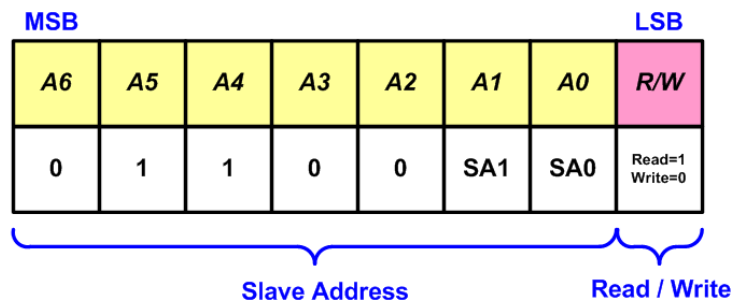 MSB LSB
A6 A5 A4 A3 A2 A1 A0 R/W
0 1 1 0 0 SA1 SA0 Read=1
Write=0
Slave Address Read / Write